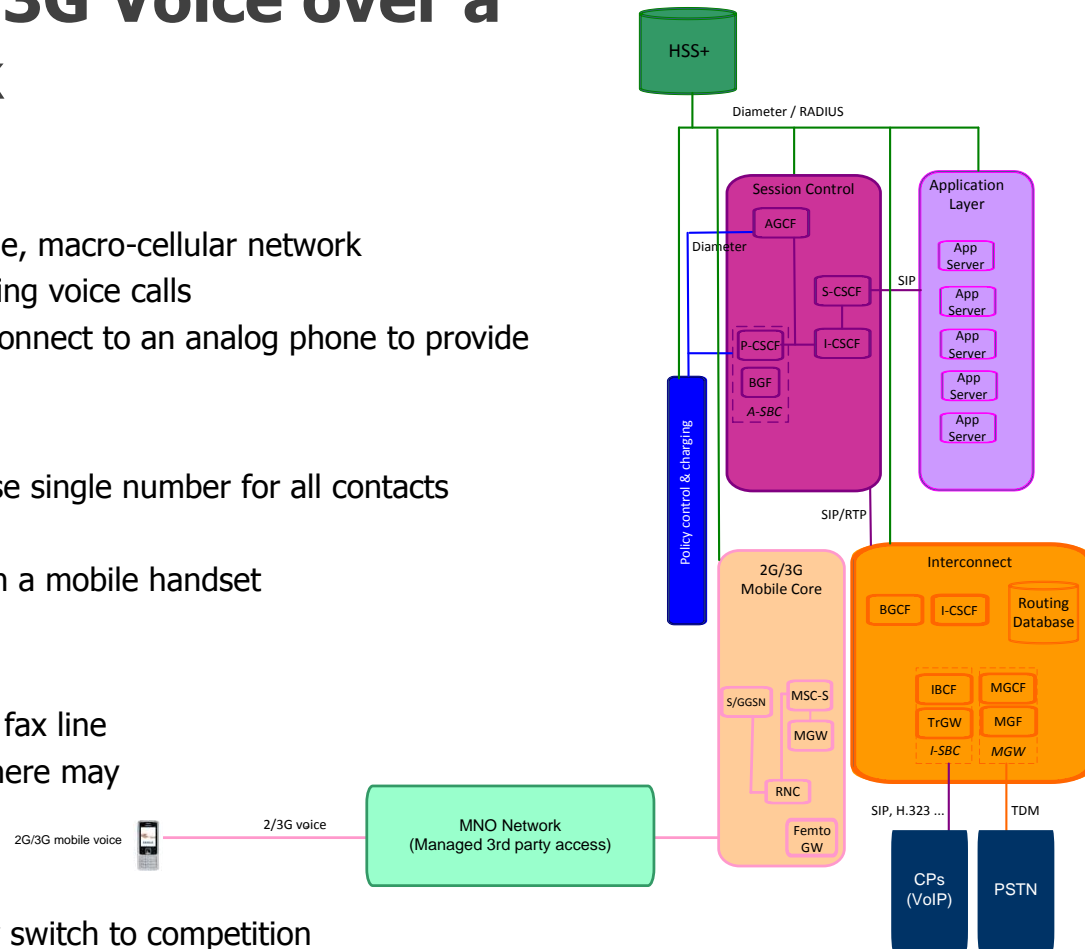 3G Voice over a
e, macro-cellular network
ing voice calls
onnect to an analog phone to provide
se single number for all contacts
n a mobile handset
fax line
here may
switch to competition
HSS+
Diameter / RADIUS
Session Control
AGCF
Diameter
S-CSCF
SIP
P-CSCF
I-CSCF
BGF
A-SBC
Application
Layer
App
Server
App
Server
App
Server
App
Server
App
Server
Policy control & charging
SIP/RTP
2G/3G
Mobile Core
S/GGSN
MSC-S
MGW
RNC
Femto
GW
Interconnect
BGCF
I-CSCF
Routing
Database
IBCF
MGCF
TrGW
MGF
I-SBC
MGW
SIP, H.323 ...
TDM
CPs
(VoIP)
PSTN
2G/3G mobile voice
2/3G voice
MNO Network
(Managed 3rd party access)